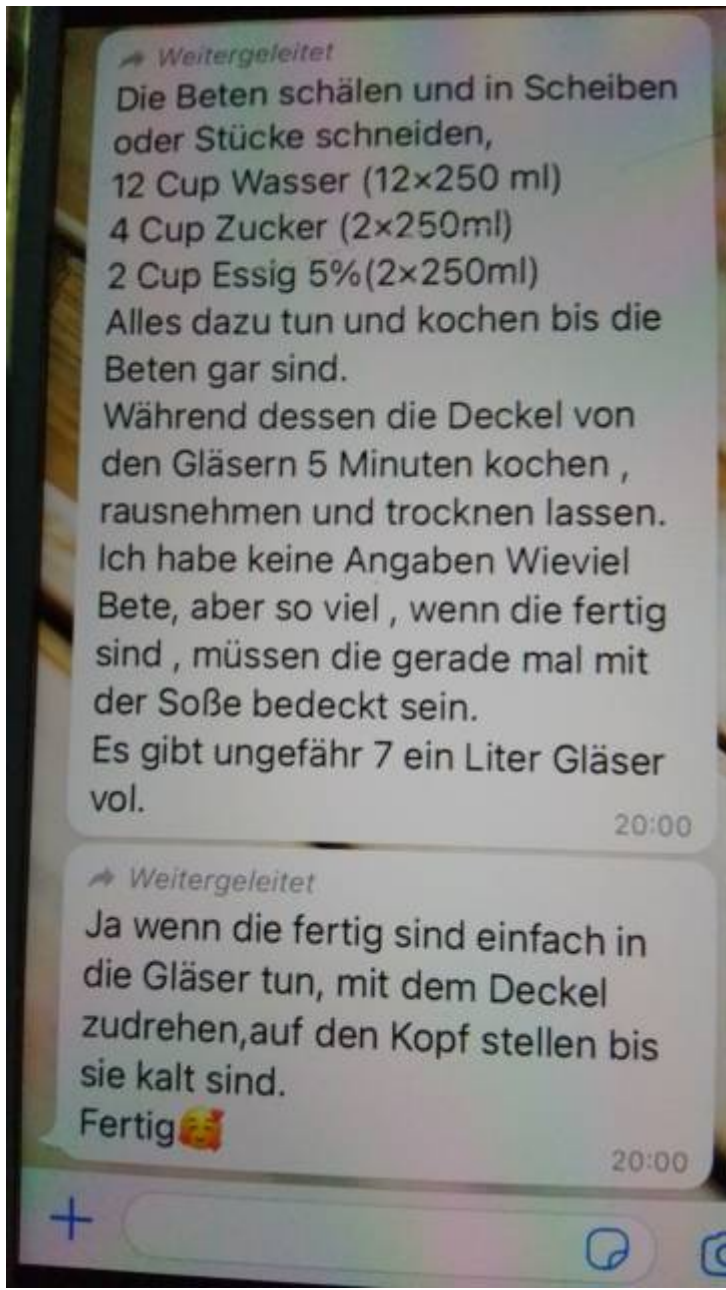 Weitergeleitet
Die Beten schälen und in Scheiben
oder Stücke schneiden,
12 Cup Wasser (12×250 ml)
4 Cup Zucker (2×250ml)
2 Cup Essig 5%(2×250ml)
Alles dazu tun und kochen bis die
Beten gar sind.
Während dessen die Deckel von
den Gläsern 5 Minuten kochen ,
rausnehmen und trocknen lassen.
Ich habe keine Angaben Wieviel
Bete, aber so viel , wenn die fertig
sind , müssen die gerade mal mit
der Soße bedeckt sein.
Es gibt ungefähr 7 ein Liter Gläser
vol.
20:00
Weitergeleitet
Ja wenn die fertig sind einfach in
die Gläser tun, mit dem Deckel
zudrehen,auf den Kopf stellen bis
sie kalt sind.
Fertig🥰
20:00